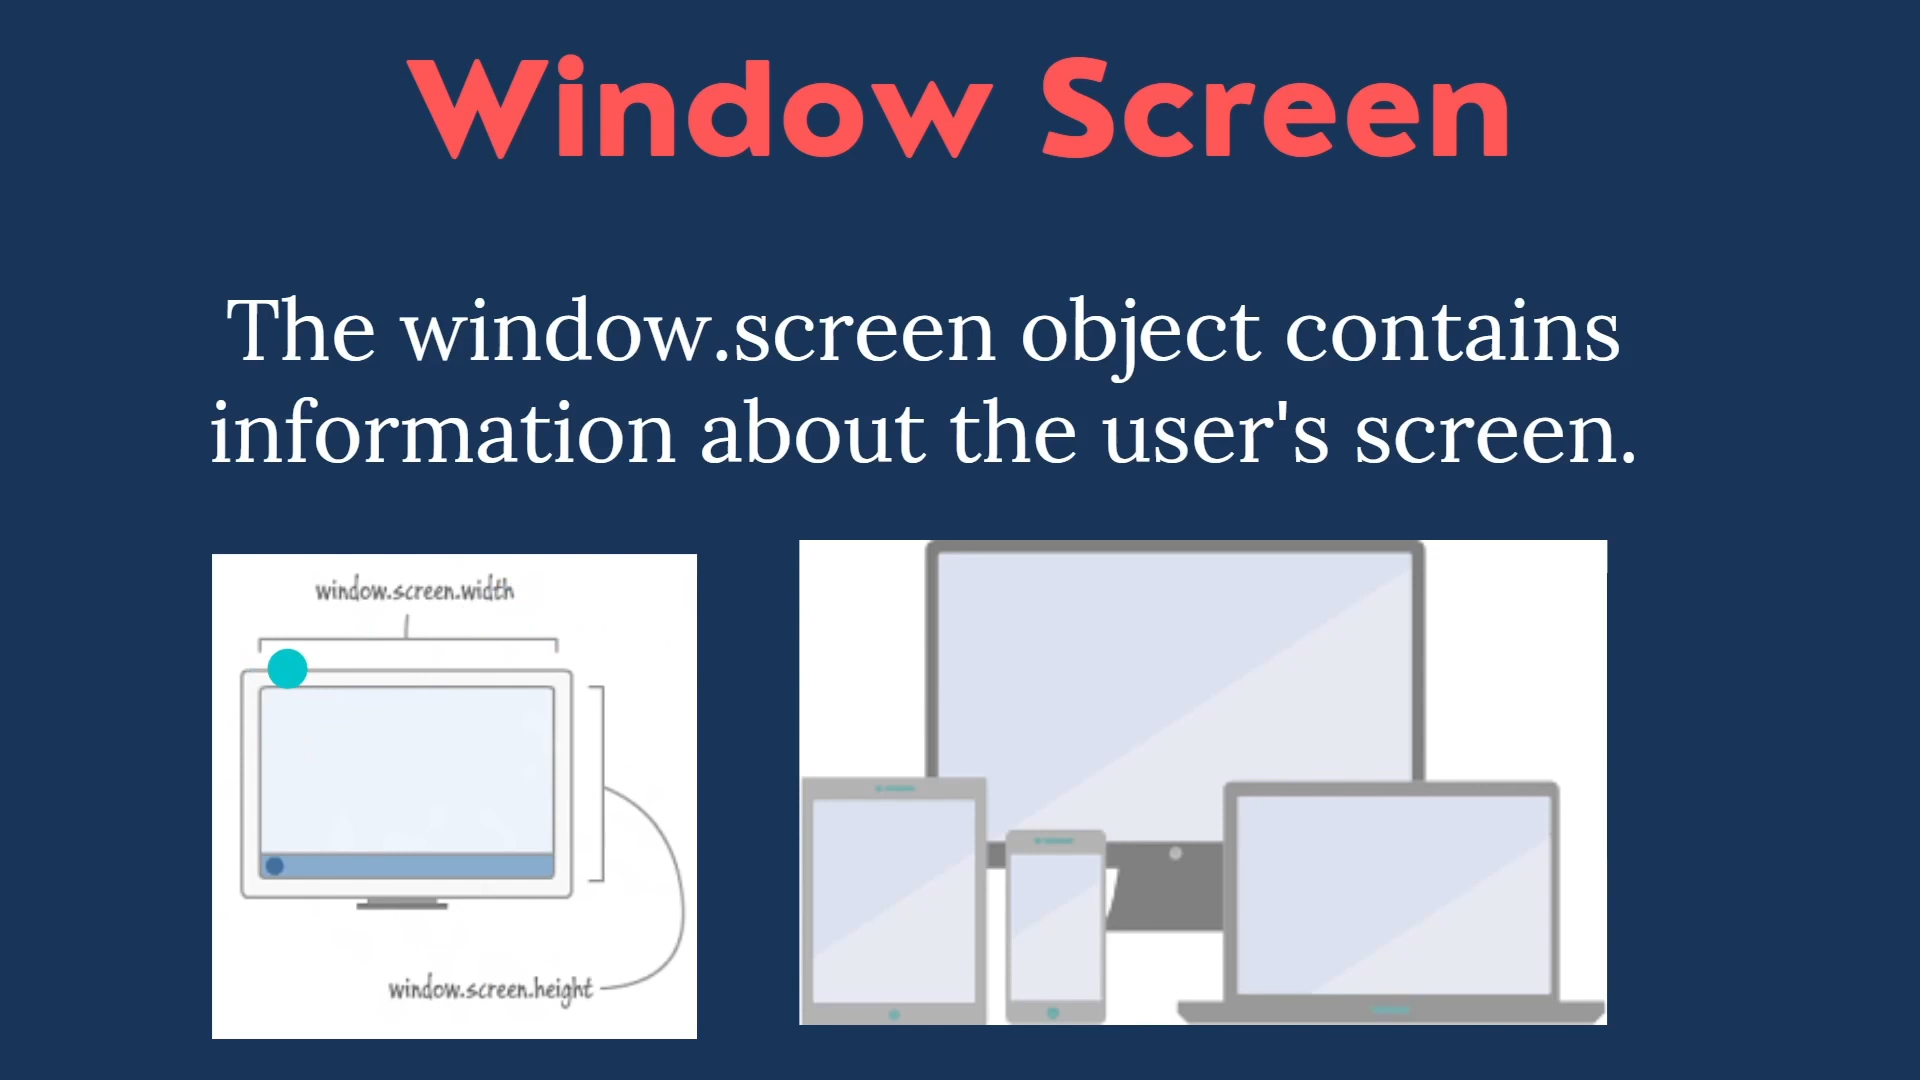 Window Screen
The window.screen object contains
information about the user's screen.
window.screen.width
window.screen.height